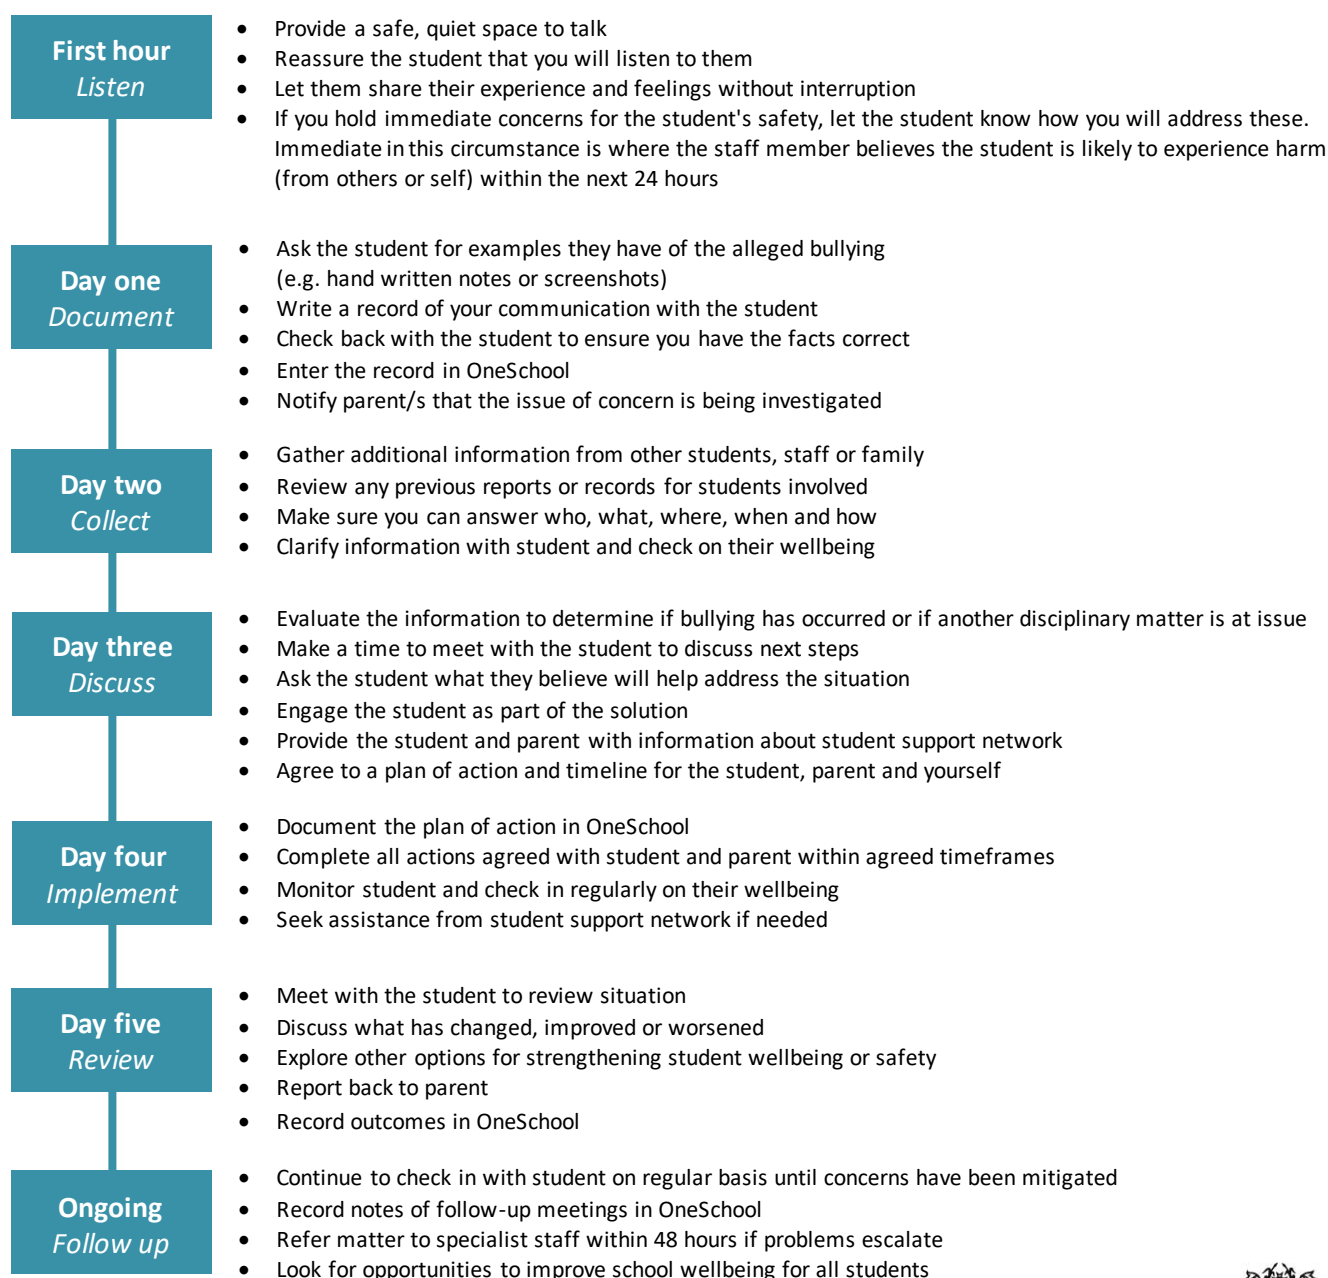 First hour
Listen
• Provide a safe, quiet space to talk
• Reassure the student that you will listen to them
• Let them share their experience and feelings without interruption
• If you hold immediate concerns for the student's safety, let the student know how you will address these.
Immediate in this circumstance is where the staff member believes the student is likely to experience harm
(from others or self) within the next 24 hours
Day one
Document
• Ask the student for examples they have of the alleged bullying
(e.g. hand written notes or screenshots)
• Write a record of your communication with the student
• Check back with the student to ensure you have the facts correct
• Enter the record in OneSchool
• Notify parent/s that the issue of concern is being investigated
Day two
Collect
• Gather additional information from other students, staff or family
• Review any previous reports or records for students involved
• Make sure you can answer who, what, where, when and how
• Clarify information with student and check on their wellbeing
Day three
Discuss
• Evaluate the information to determine if bullying has occurred or if another disciplinary matter is at issue
• Make a time to meet with the student to discuss next steps
• Ask the student what they believe will help address the situation
• Engage the student as part of the solution
• Provide the student and parent with information about student support network
• Agree to a plan of action and timeline for the student, parent and yourself
Day four
Implement
• Document the plan of action in OneSchool
• Complete all actions agreed with student and parent within agreed timeframes
• Monitor student and check in regularly on their wellbeing
• Seek assistance from student support network if needed
Day five
Review
• Meet with the student to review situation
• Discuss what has changed, improved or worsened
• Explore other options for strengthening student wellbeing or safety
• Report back to parent
• Record outcomes in OneSchool
Ongoing
Follow up
• Continue to check in with student on regular basis until concerns have been mitigated
• Record notes of follow-up meetings in OneSchool
• Refer matter to specialist staff within 48 hours if problems escalate
• Look for opportunities to improve school wellbeing for all students